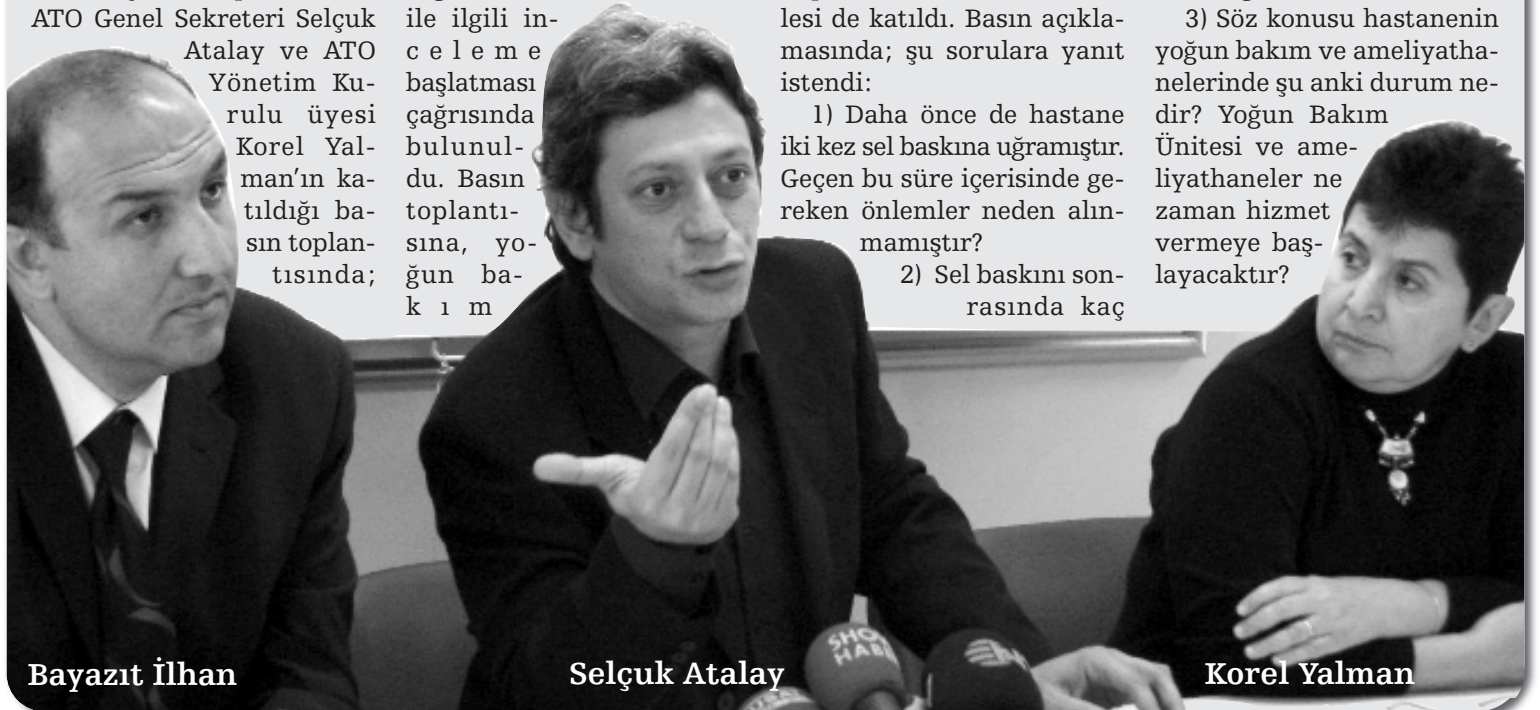 ATO Genel Sekreteri Selçuk
Atalay ve ATO
Yönetim Ku-
rulu üyesi
Korel Yal-
man'ın ka-
tıldığı ba-
sın toplan-
tısında;
ile ilgili in-
celeme
başlatması
çağrısında
bulunul-
du. Basın
toplantı-
sına, yo-
ğun ba-
kım
lesi de katıldı. Basın açıkla-
masında; şu sorulara yanıt
istendi:
1) Daha önce de hastane
iki kez sel baskına uğramıştır.
Geçen bu süre içerisinde ge-
reken önlemler neden alın-
mamıştır?
2) Sel baskını son-
rasında kaç
3) Söz konusu hastanenin
yoğun bakım ve ameliyatha-
nelerinde şu anki durum ne-
dir? Yoğun Bakım
Ünitesi ve ame-
liyathaneler ne
zaman hizmet
vermeye baş-
layacaktır?
SHOW
Bayazıt İlhan
Selçuk Atalay
Korel Yalman